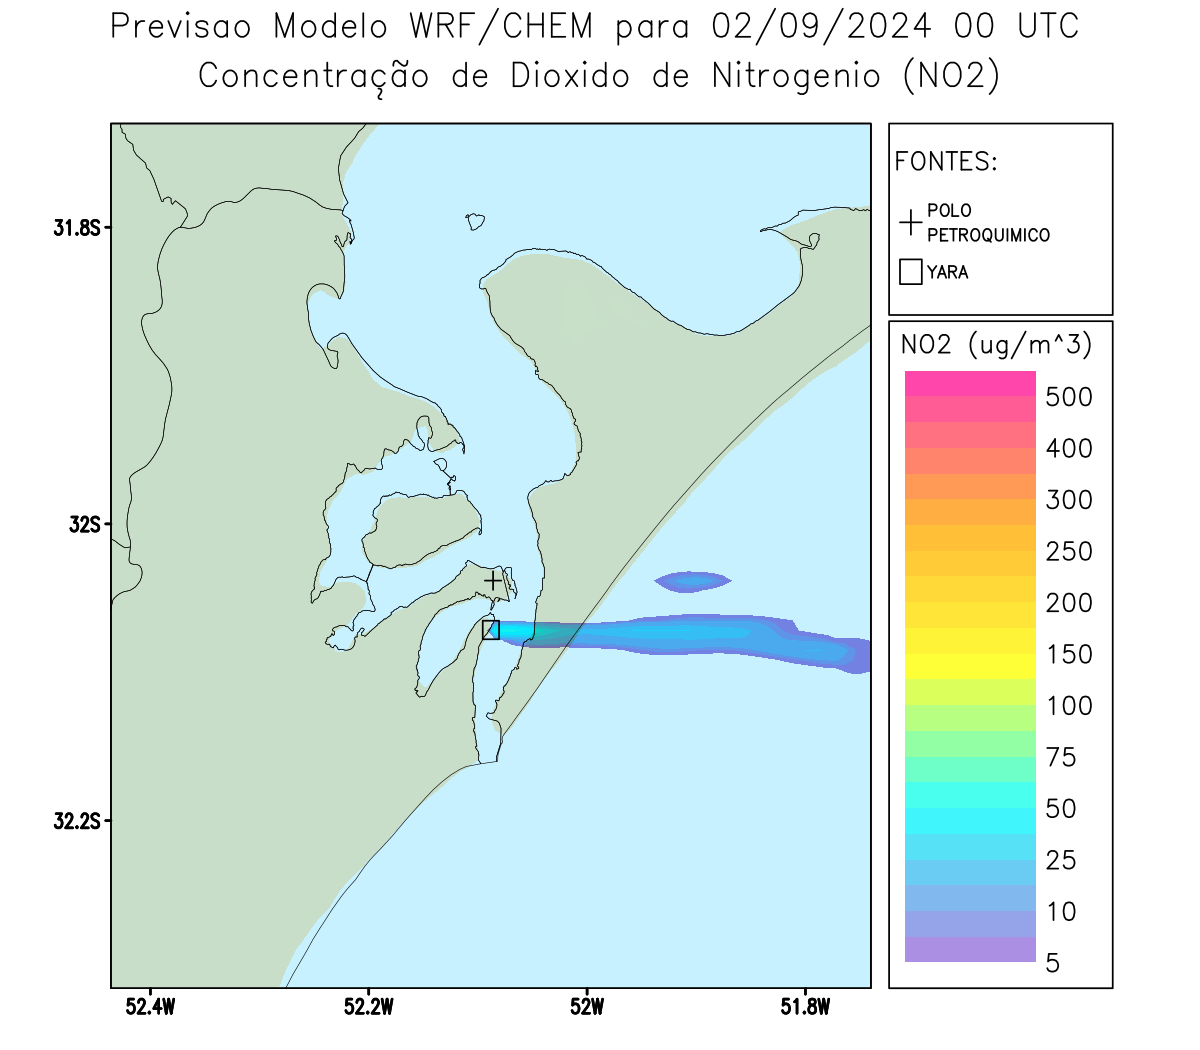 Previsao Modelo WRF/CHEM para 02/09/2024 00 UTC
Concentração de Dioxido de Nitrogenio (NO2)
FONTES:
POLO
PETROQUIMICO
YARA
NO2 (ug/m^3)
500
400
300
250
200
150
100
75
50
25
10
5
31.8S
32S
32.2S
52.4W
52.2W
52W
51.8W